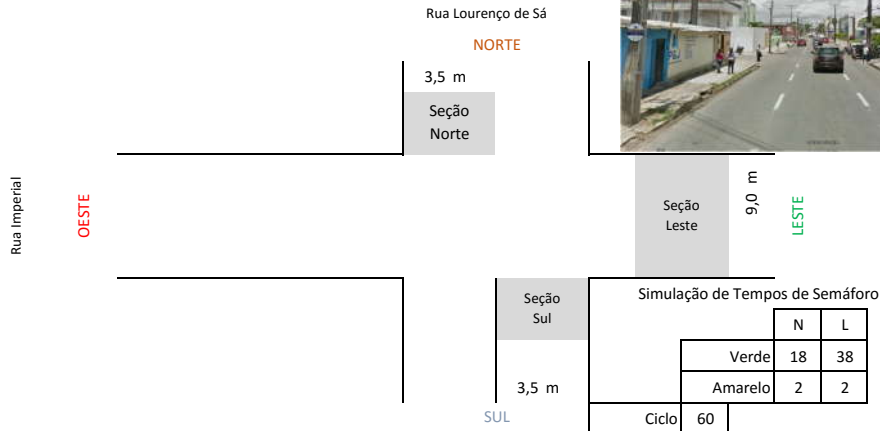 Rua Lourenço de Sá
NORTE
3,5 m
Seção
Norte
Rua Imperial
OESTE
Seção
Leste
9,0 m
LESTE
Seção
Sul
3,5 m
SUL
Simulação de Tempos de Semáforo
N L
Verde 18 38
Amarelo 2 2
Ciclo 60